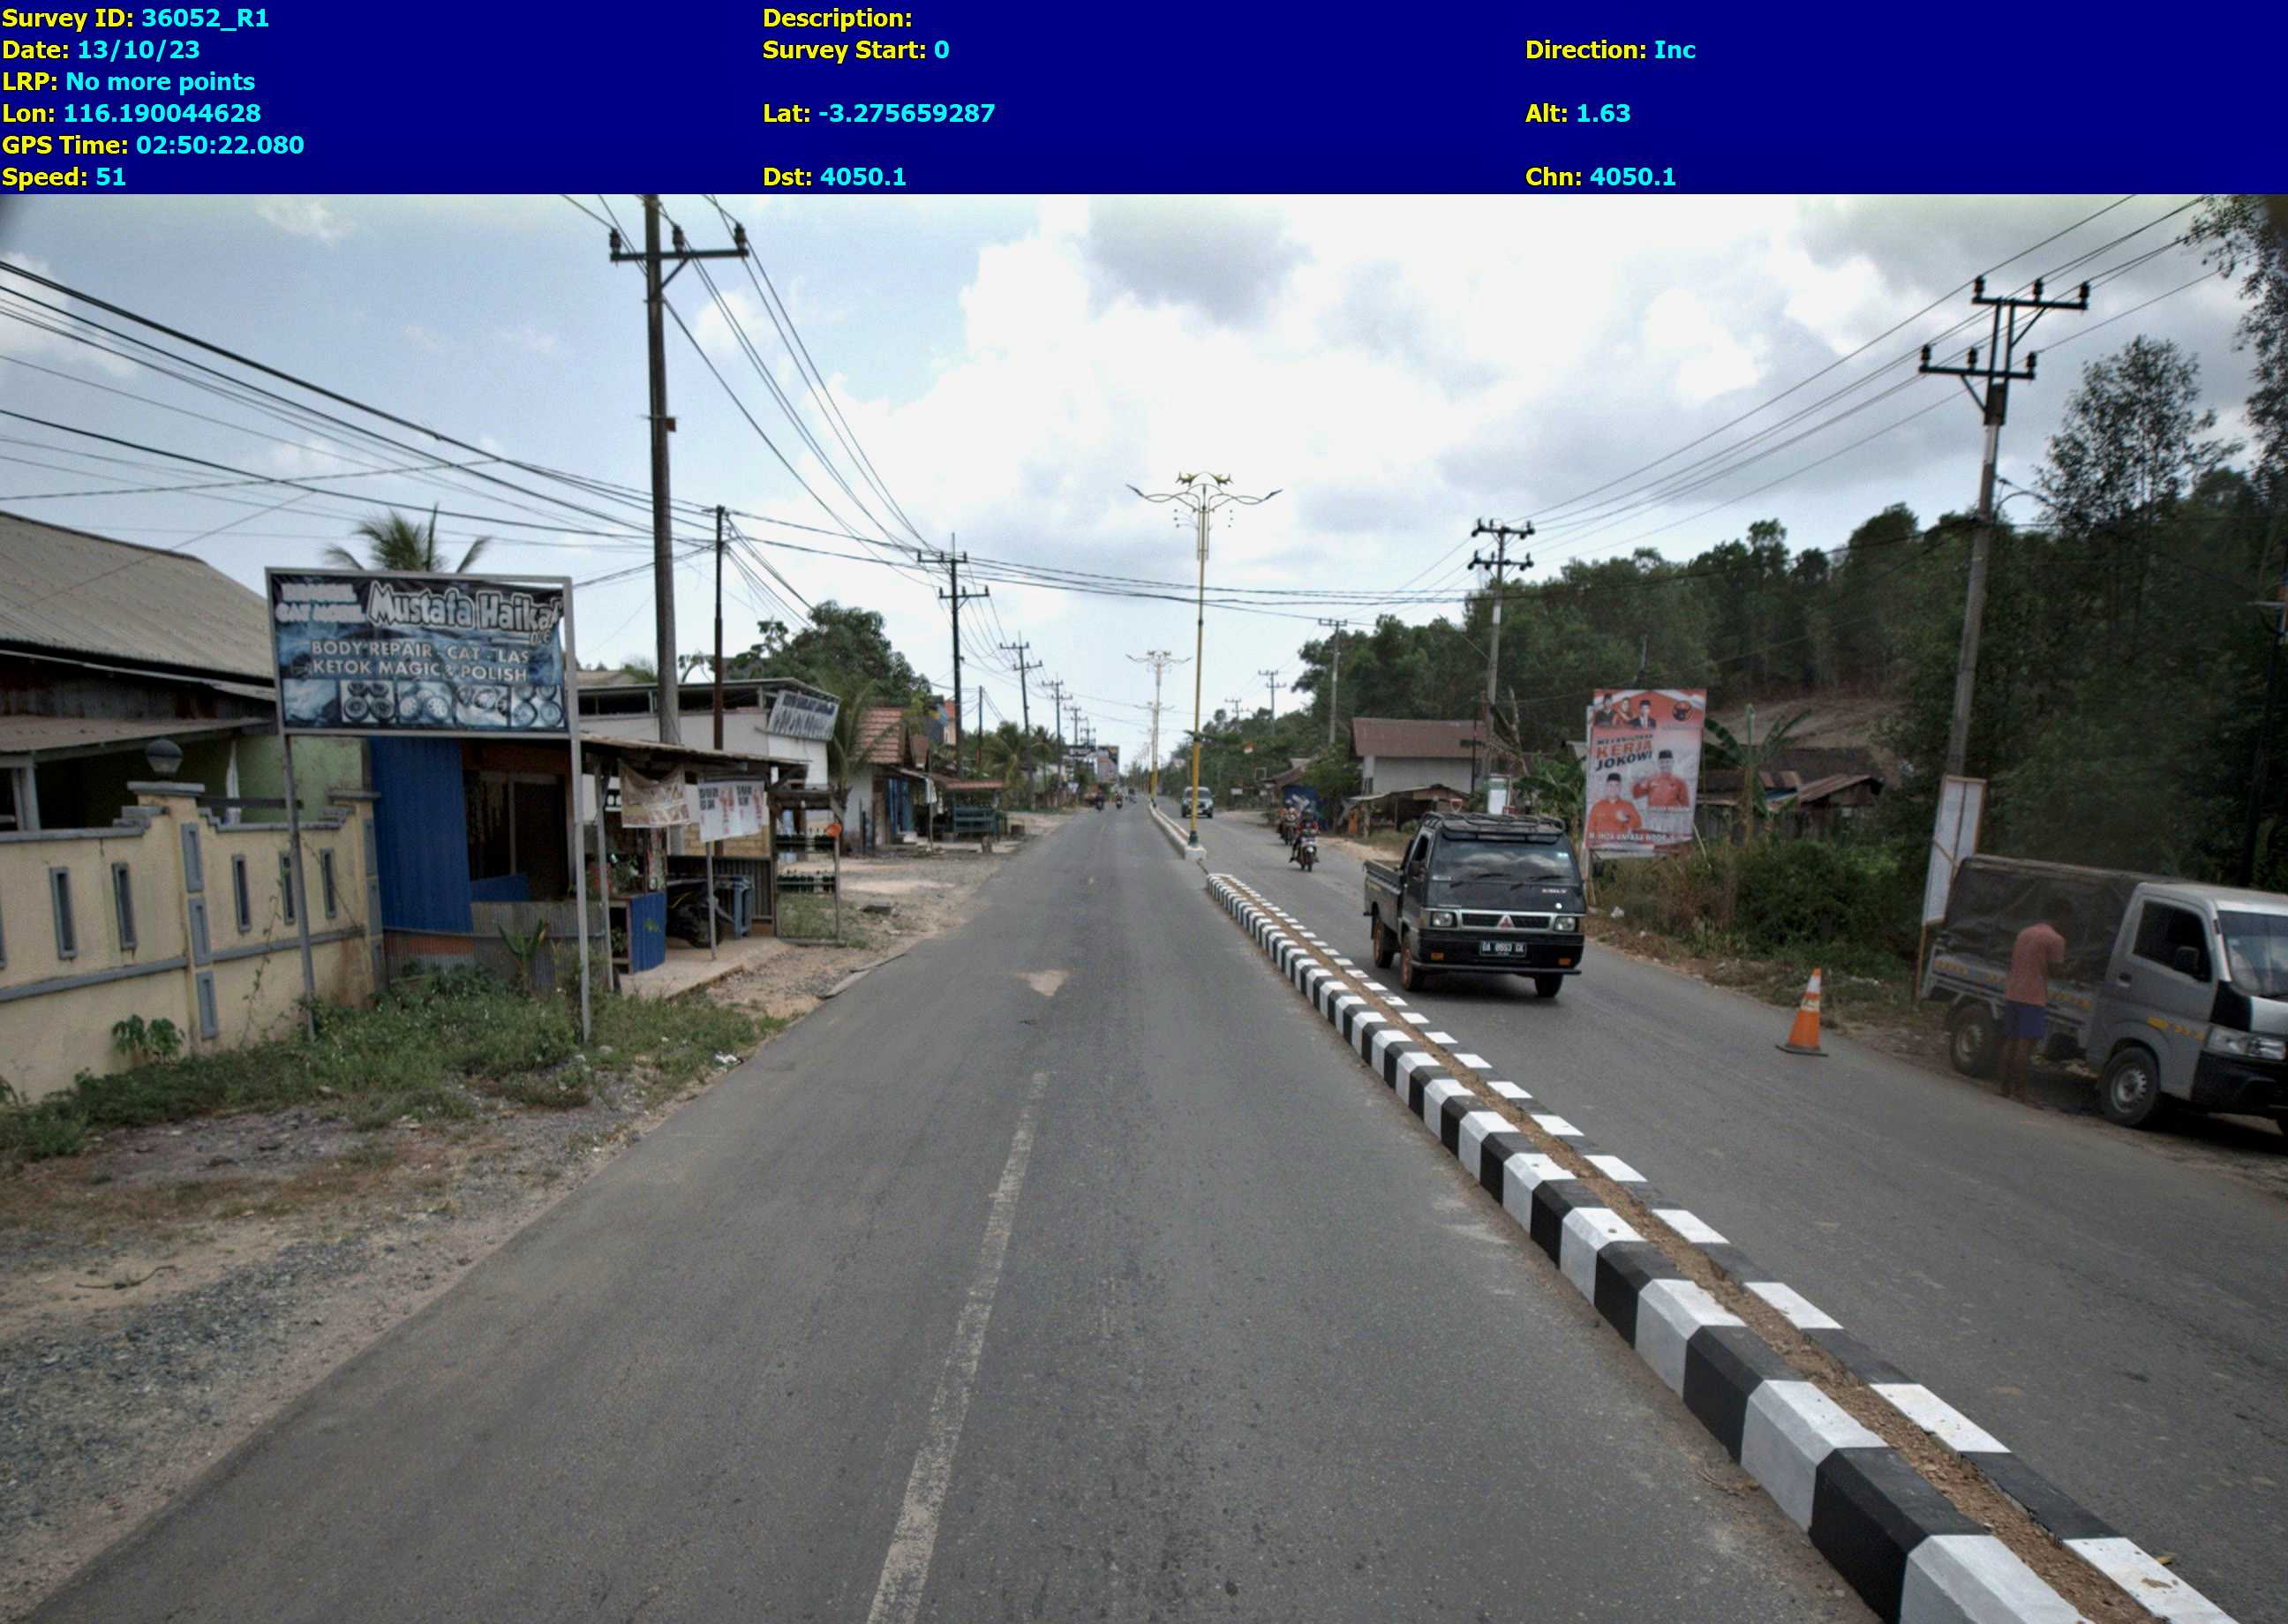 Survey ID: 36052_R1
Description:
Date: 13/10/23
Survey Start: 0
Direction: Inc
LRP: No more points
Lon: 116.190044628
Lat: -3.275659287
Alt: 1.63
GPS Time: 02:50:22.080
Speed: 51
Dst: 4050.1
Chn: 4050.1
Mustafa Haikal
BODY REPAIR - CAT - LAS
KETOK MAGIC & POLISH
KERJA
JOKOWI